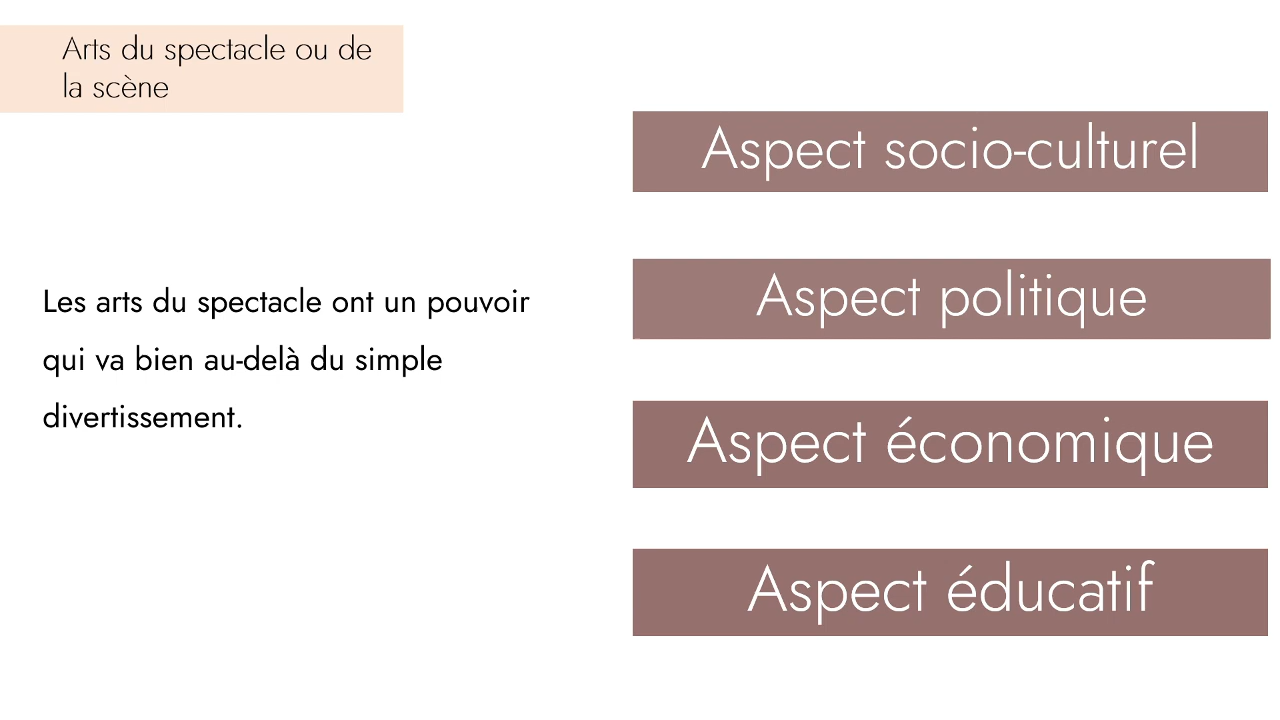 Arts du spectacle ou de
la scène
Les arts du spectacle ont un pouvoir
qui va bien au-delà du simple
divertissement.
Aspect socio-culturel
Aspect politique
Aspect économique
Aspect éducatif